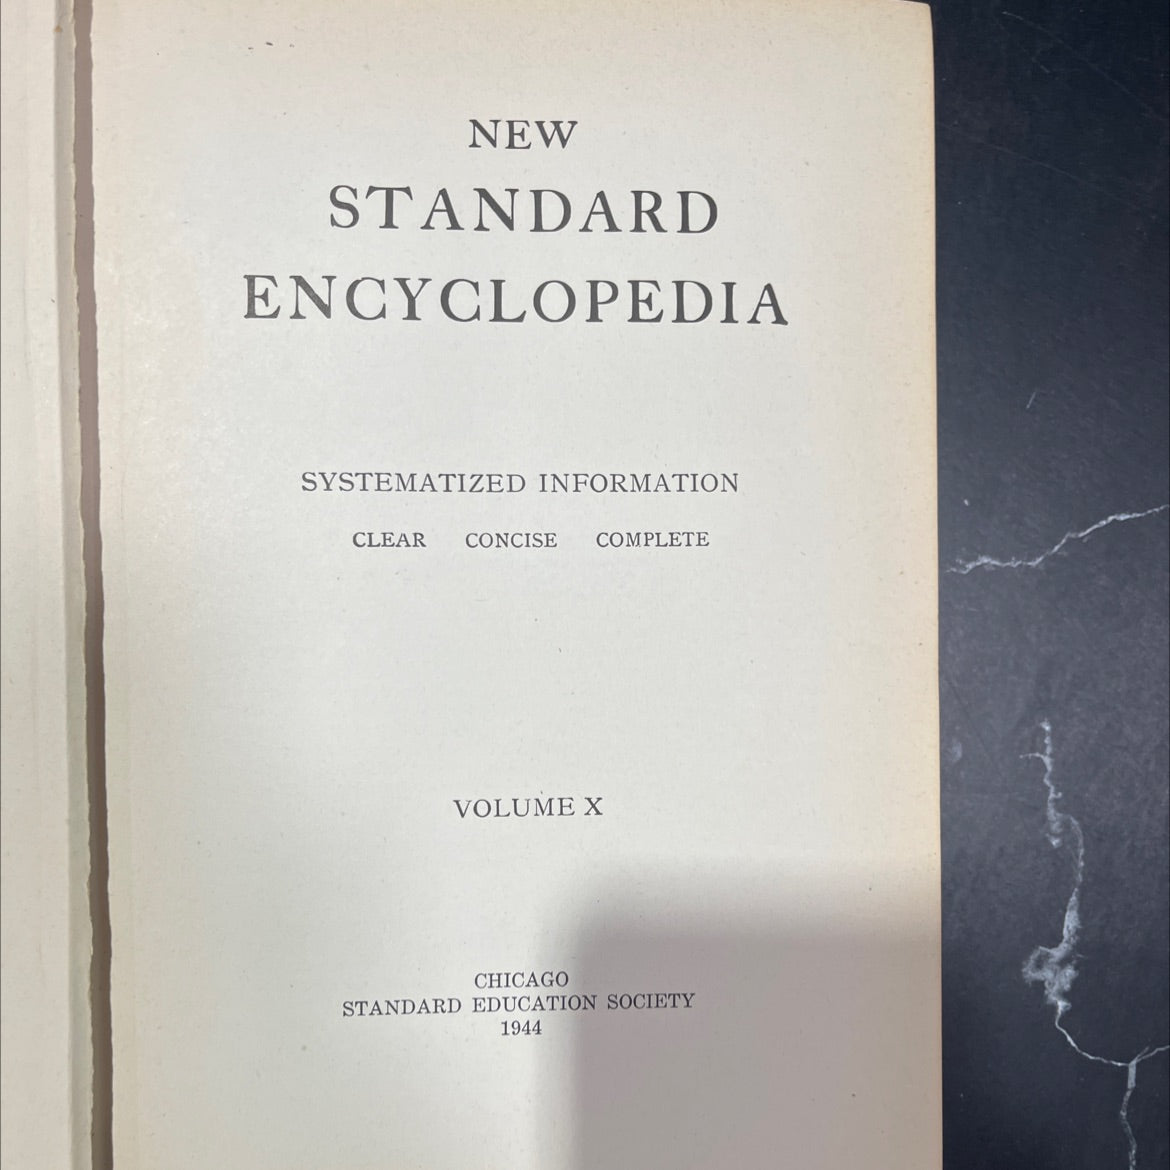 NEW
STANDARD
ENCYCLOPEDIA
SYSTEMATIZED INFORMATION
CLEAR CONCISE COMPLETE
VOLUME X
CHICAGO
STANDARD EDUCATION SOCIETY
1944